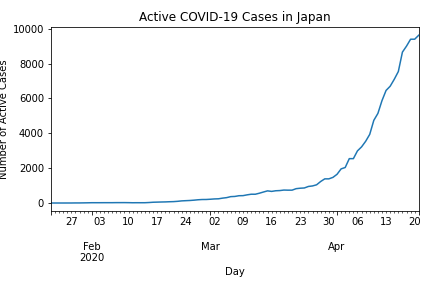 Active COVID-19 Cases in Japan
Number of Active Cases
10000
8000
6000
4000
2000
0
27 03 10 17 24 02 09 16 23 30 06 13 20
Feb Mar Apr
2020
Day